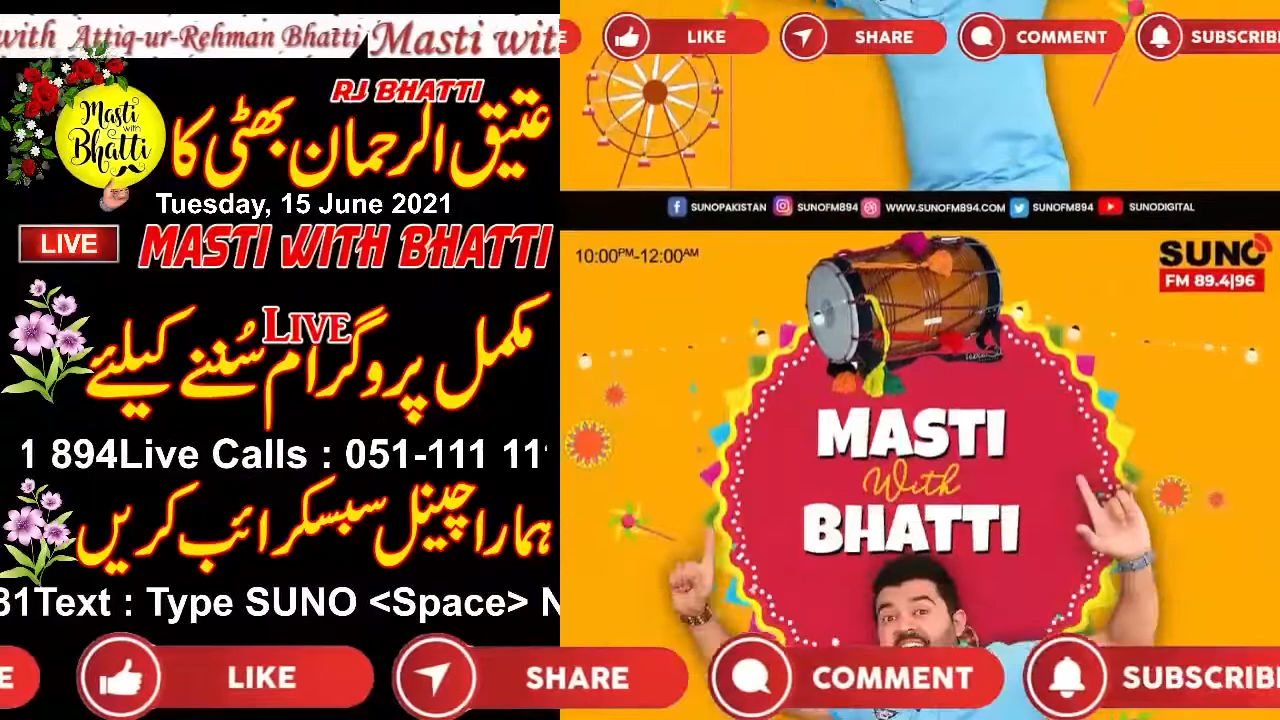 with Attiq-ur-Rehman Bhatti
Masti wit
RJ BHATTI
Masti
with
Bhatti
عتیق الرحمان بھٹی کا
Tuesday, 15 June 2021
LIVE
MASTI WITH BHATTI
LIVE
مکمل پروگرام سُننے کیلئے
1 894Live Calls : 051-111 11
ہمارا چینل سبسکرائب کریں
81Text : Type SUNO <Space> N
E
LIKE
SHARE
COMMENT
SUBSCRIBE
E
LIKE
SHARE
COMMENT
SUBSCRIBE
SUNOPAKISTAN
SUNOFM894
WWW.SUNOFM894.COM
SUNOFM894
SUNODIGITAL
10:00PM-12:00AM
SUNO
FM 89.4|96
MASTI
With
BHATTI